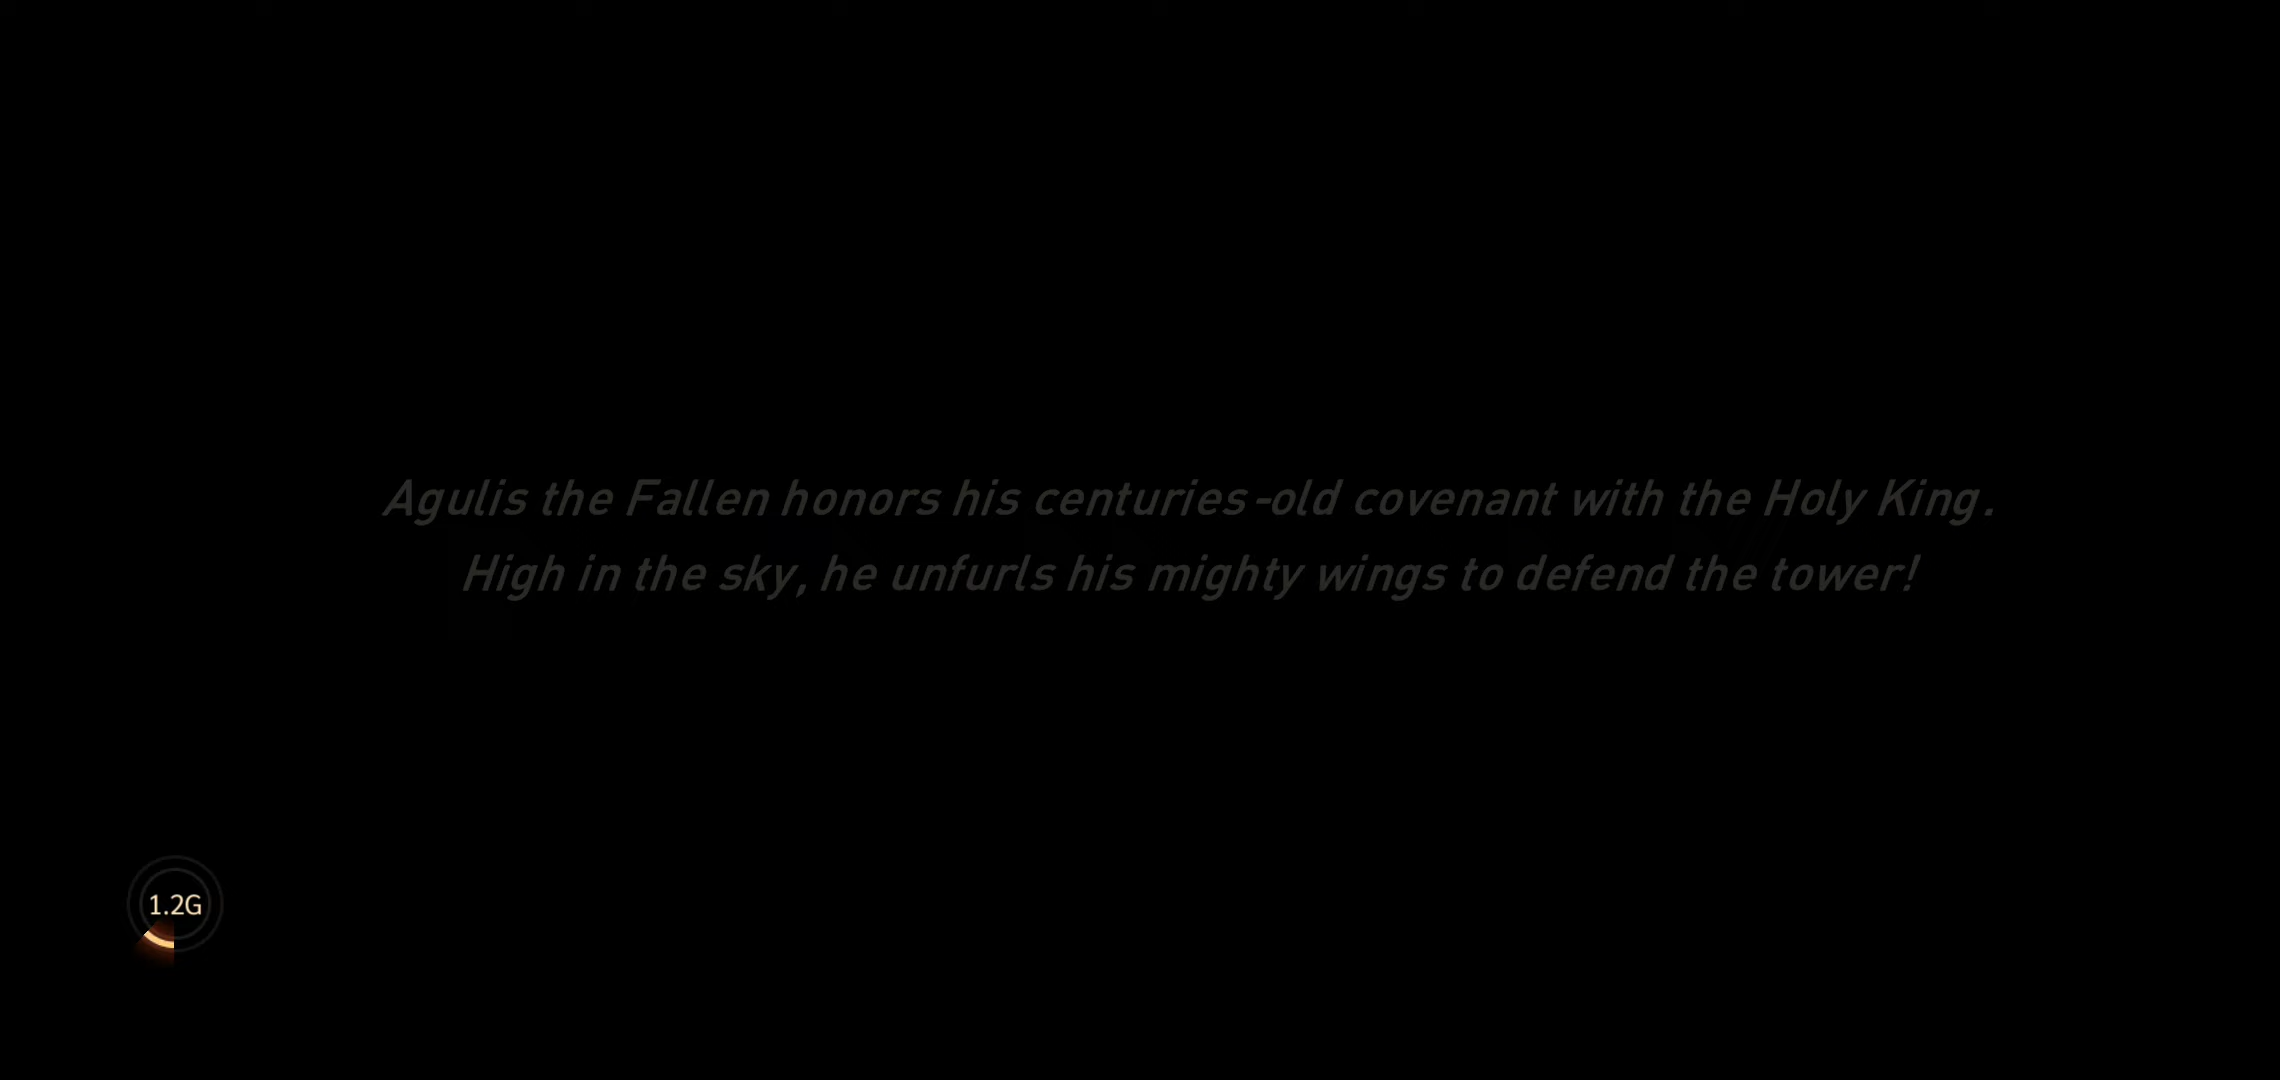 Agulis the Fallen honors his centuries-old covenant with the Holy King.
High in the sky, he unfurls his mighty wings to defend the tower!
1.2G